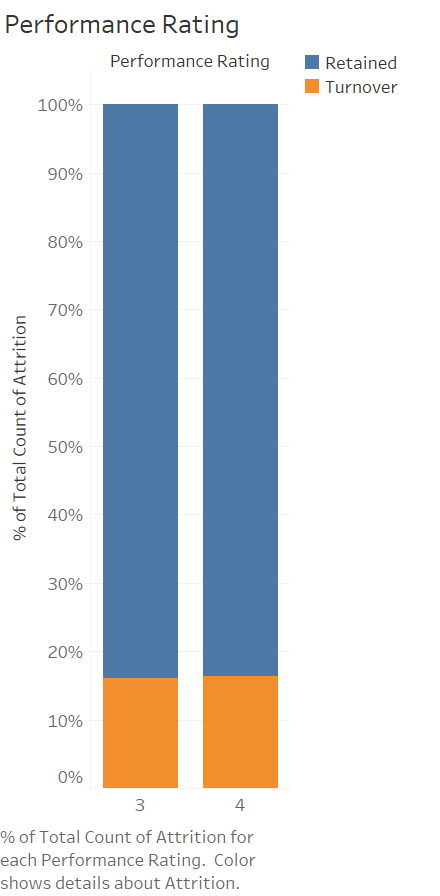 Performance Rating
Performance Rating
Retained
Turnover
100%
90%
80%
70%
60%
50%
40%
30%
20%
10%
0%
% of Total Count of Attrition
3 4
% of Total Count of Attrition for
each Performance Rating. Color
shows details about Attrition.